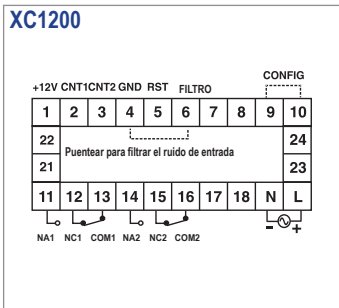 XC1200
CONFIG
+12V CNT1CNT2 GND RST FILTRO
1 2 3 4 5 6 7 8 9 10
22 24
Puentear para filtrar el ruido de entrada
21 23
11 12 13 14 15 16 17 18 N L
- +
NA1 NC1 COM1 NA2 NC2 COM2